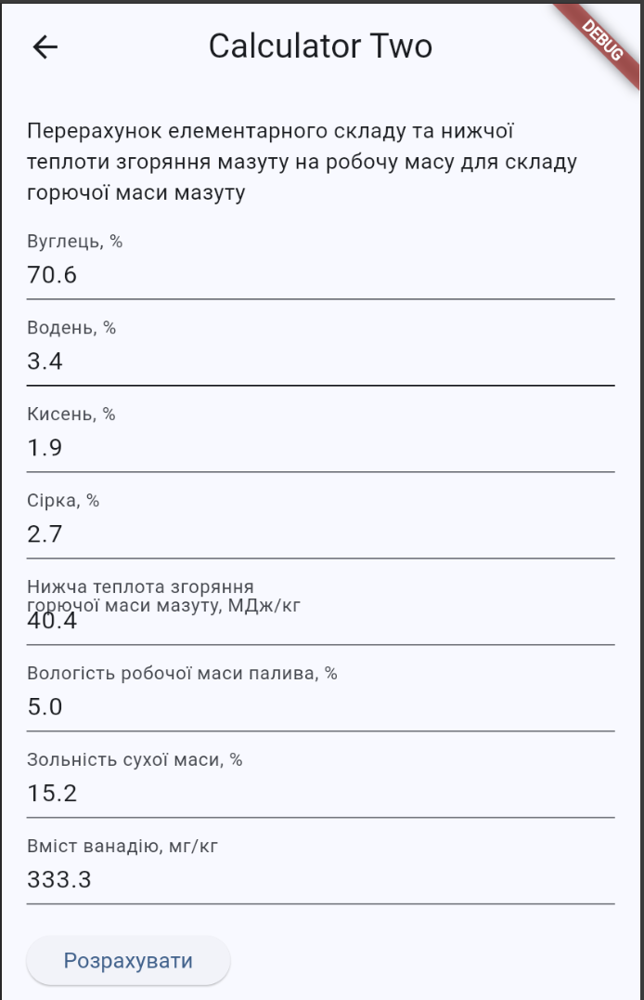 Calculator Two
DEBUG
Перерахунок елементарного складу та нижчої
теплоти згоряння мазуту на робочу масу для складу
горючої маси мазуту
Вуглець, %
70.6
Водень, %
3.4
Кисень, %
1.9
Сірка, %
2.7
Нижча теплота згоряння
горючої маси мазуту, МДж/кг
40.4
Вологість робочої маси палива, %
5.0
Зольність сухої маси, %
15.2
Вміст ванадію, мг/кг
333.3
Розрахувати